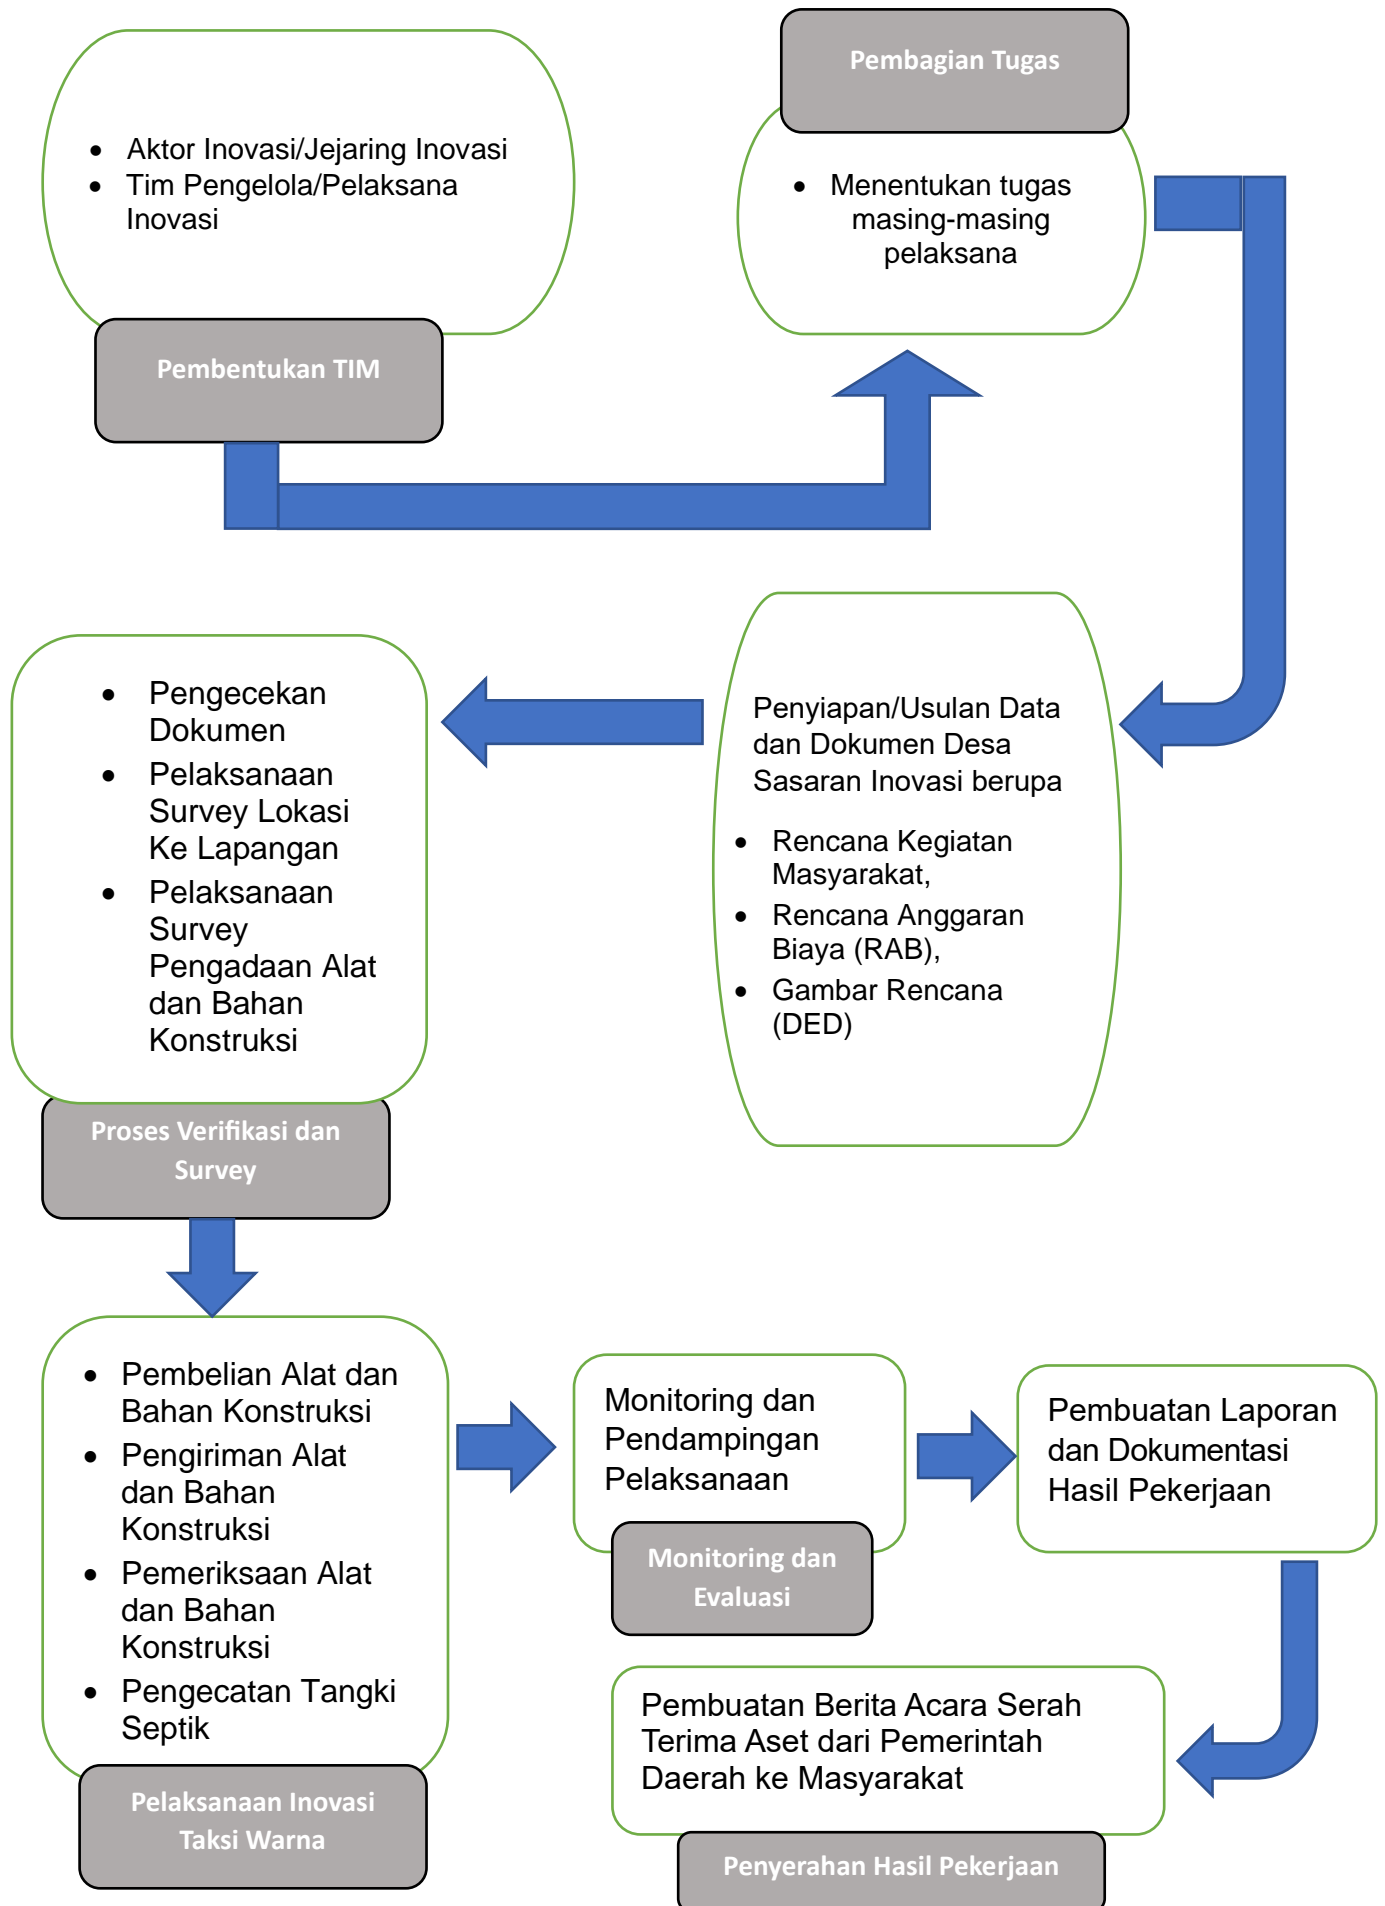 • Aktor Inovasi/Jejaring Inovasi
• Tim Pengelola/Pelaksana
Inovasi
Pembentukan TIM
Pembagian Tugas
• Menentukan tugas
masing-masing
pelaksana
Penyiapan/Usulan Data
dan Dokumen Desa
Sasaran Inovasi berupa
• Rencana Kegiatan
Masyarakat,
• Rencana Anggaran
Biaya (RAB),
• Gambar Rencana
(DED)
• Pengecekan
Dokumen
• Pelaksanaan
Survey Lokasi
Ke Lapangan
• Pelaksanaan
Survey
Pengadaan Alat
dan Bahan
Konstruksi
Proses Verifikasi dan
Survey
• Pembelian Alat dan
Bahan Konstruksi
• Pengiriman Alat
dan Bahan
Konstruksi
• Pemeriksaan Alat
dan Bahan
Konstruksi
• Pengecatan Tangki
Septik
Pelaksanaan Inovasi
Taksi Warna
Monitoring dan
Pendampingan
Pelaksanaan
Monitoring dan
Evaluasi
Pembuatan Laporan
dan Dokumentasi
Hasil Pekerjaan
Pembuatan Berita Acara Serah
Terima Aset dari Pemerintah
Daerah ke Masyarakat
Penyerahan Hasil Pekerjaan